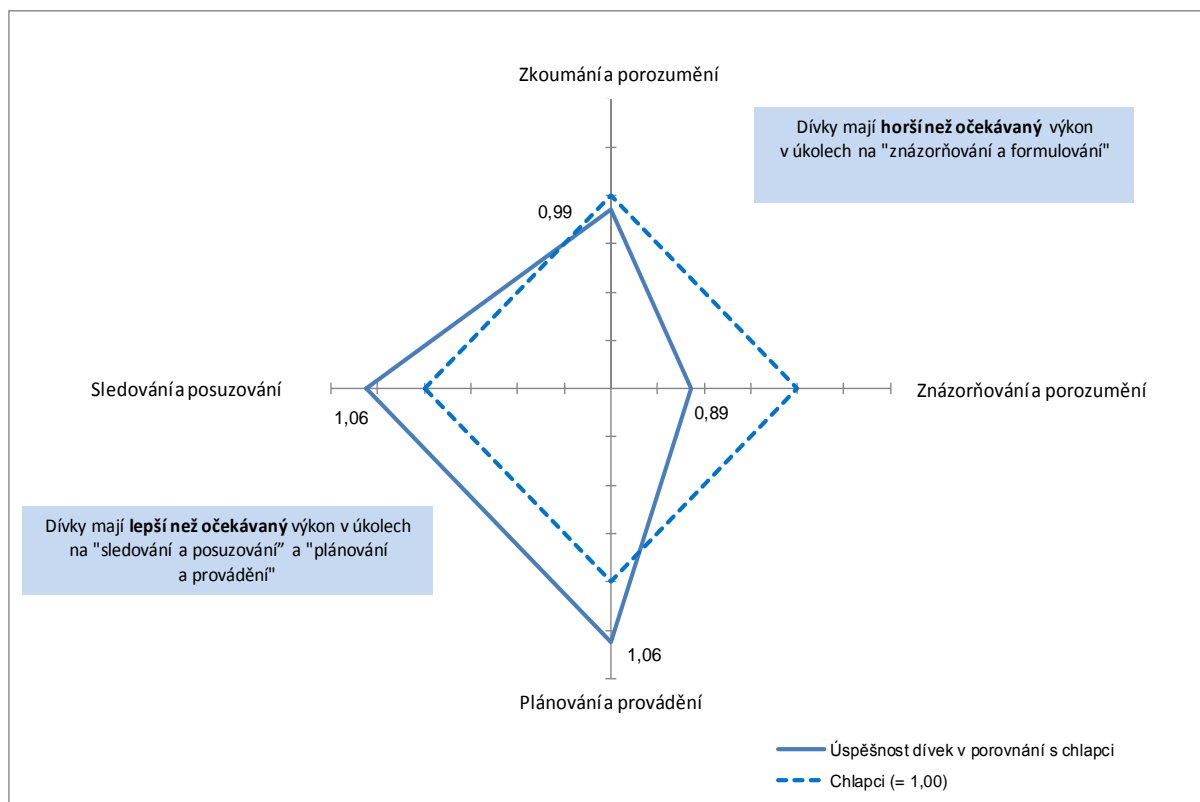 Zkoumání a porozumění
Dívky mají horší než očekávaný výkon
v úkolech na "znázorňování a formulování"
0,99
Sledování a posuzování
1,06
Znázorňování a porozumění
0,89
Dívky mají lepší než očekávaný výkon v úkolech
na "sledování a posuzování” a "plánování
a provádění"
1,06
Plánování a provádění
Úspěšnost dívek v porovnání s chlapci
Chlapci (= 1,00)